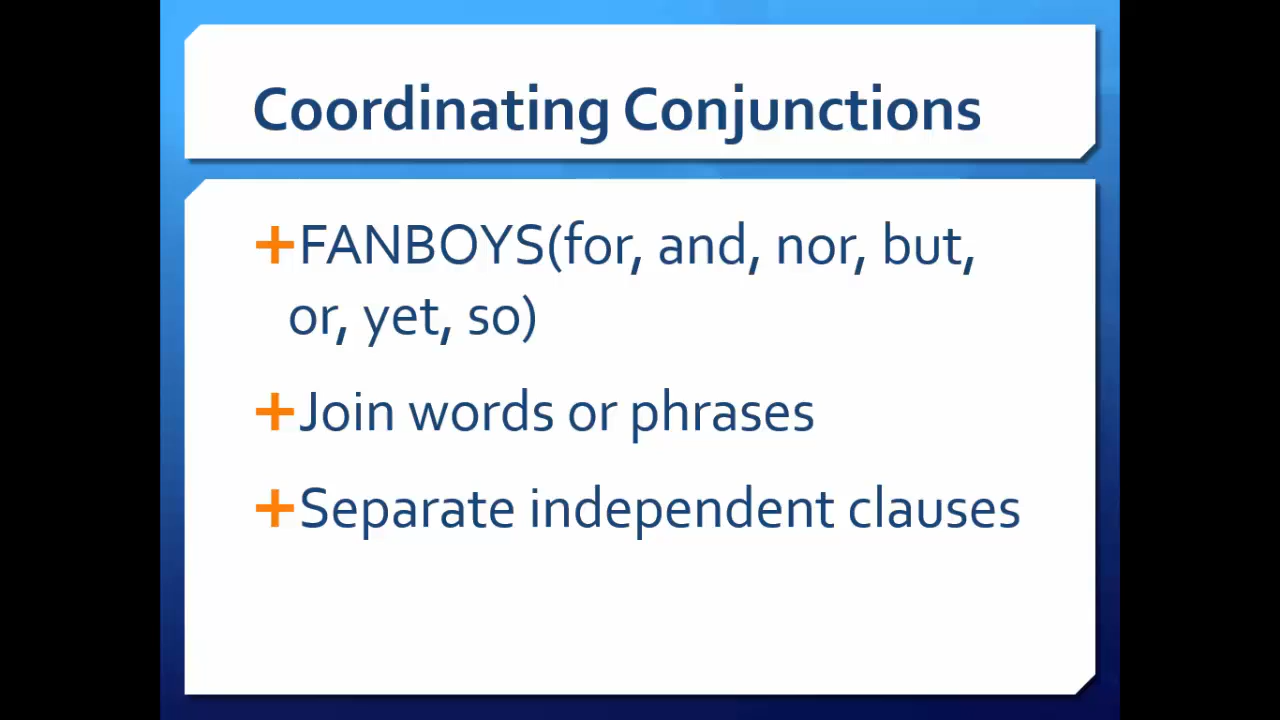 Coordinating Conjunctions
+FANBOYS(for, and, nor, but,
or, yet, so)
+Join words or phrases
+Separate independent clauses